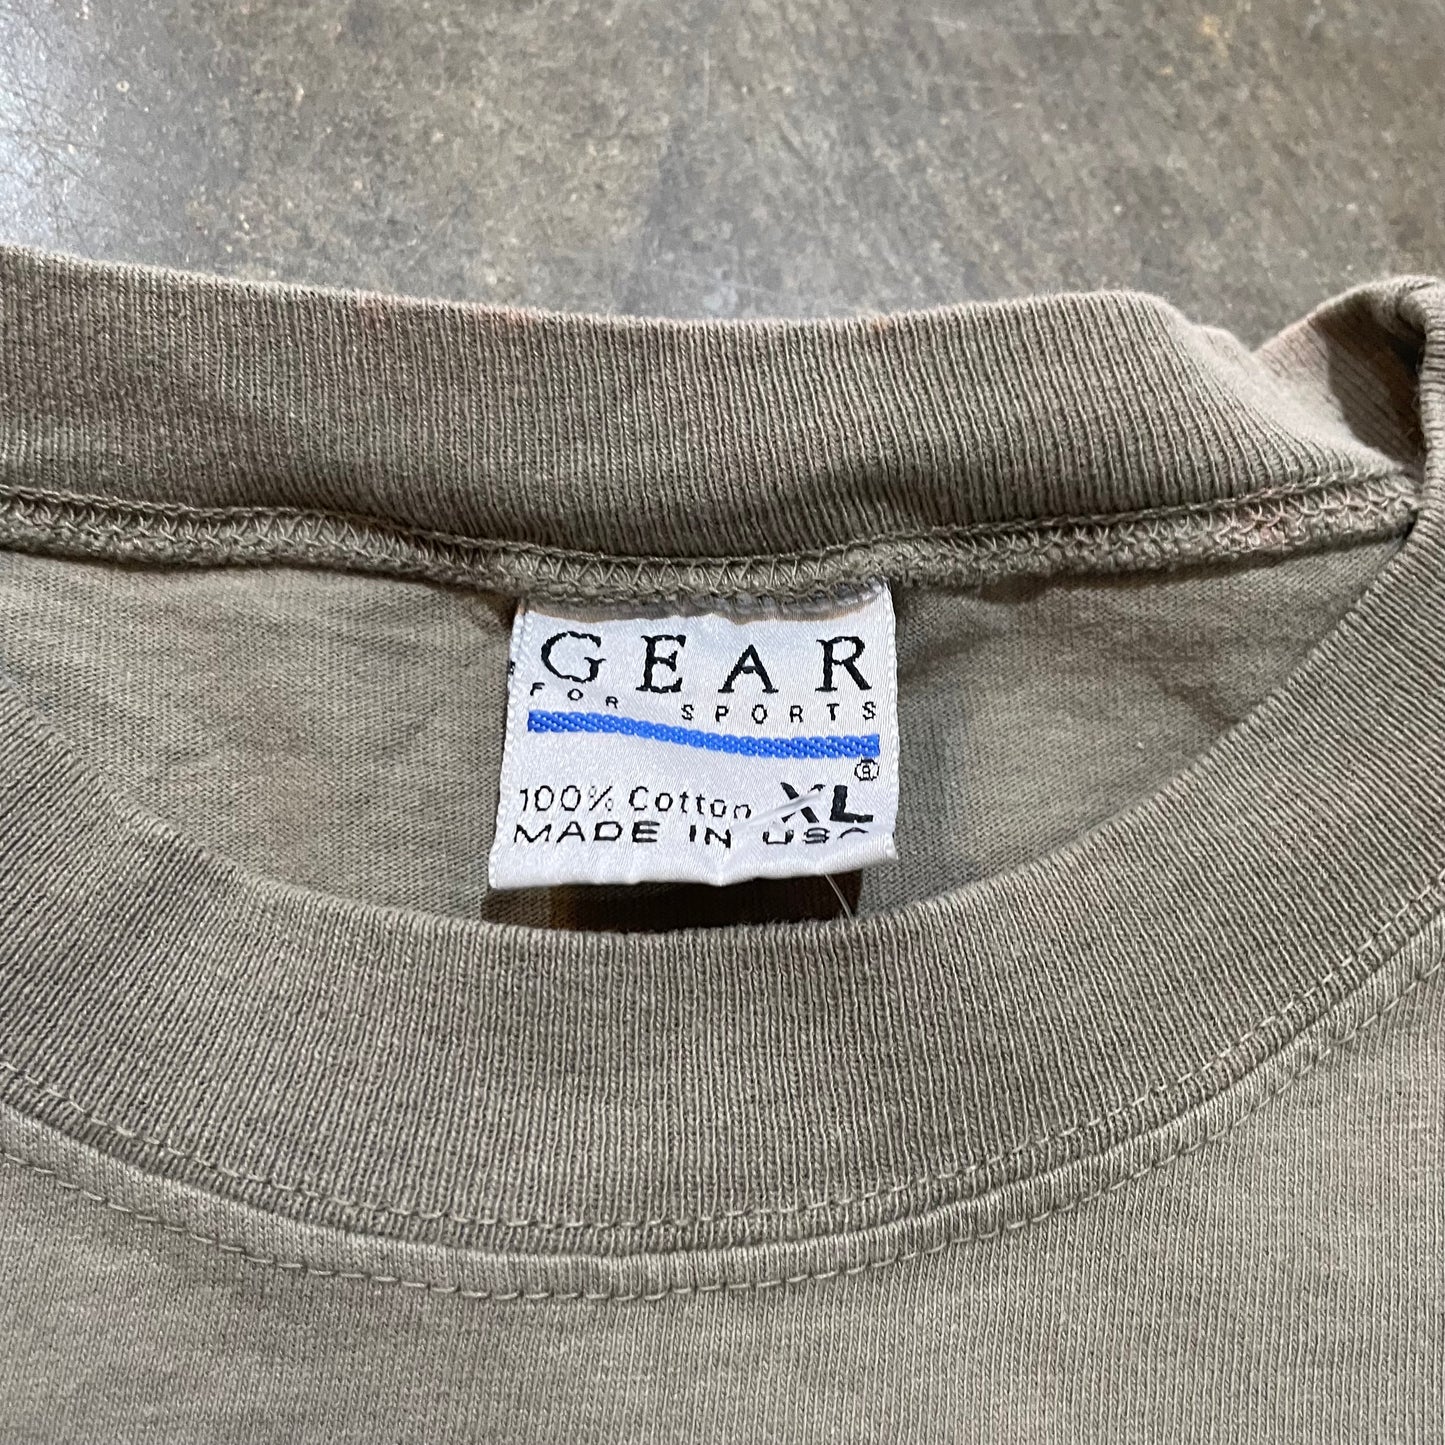 GEAR
FOR SPORTS
®
100% Cotton XL
MADE IN USA